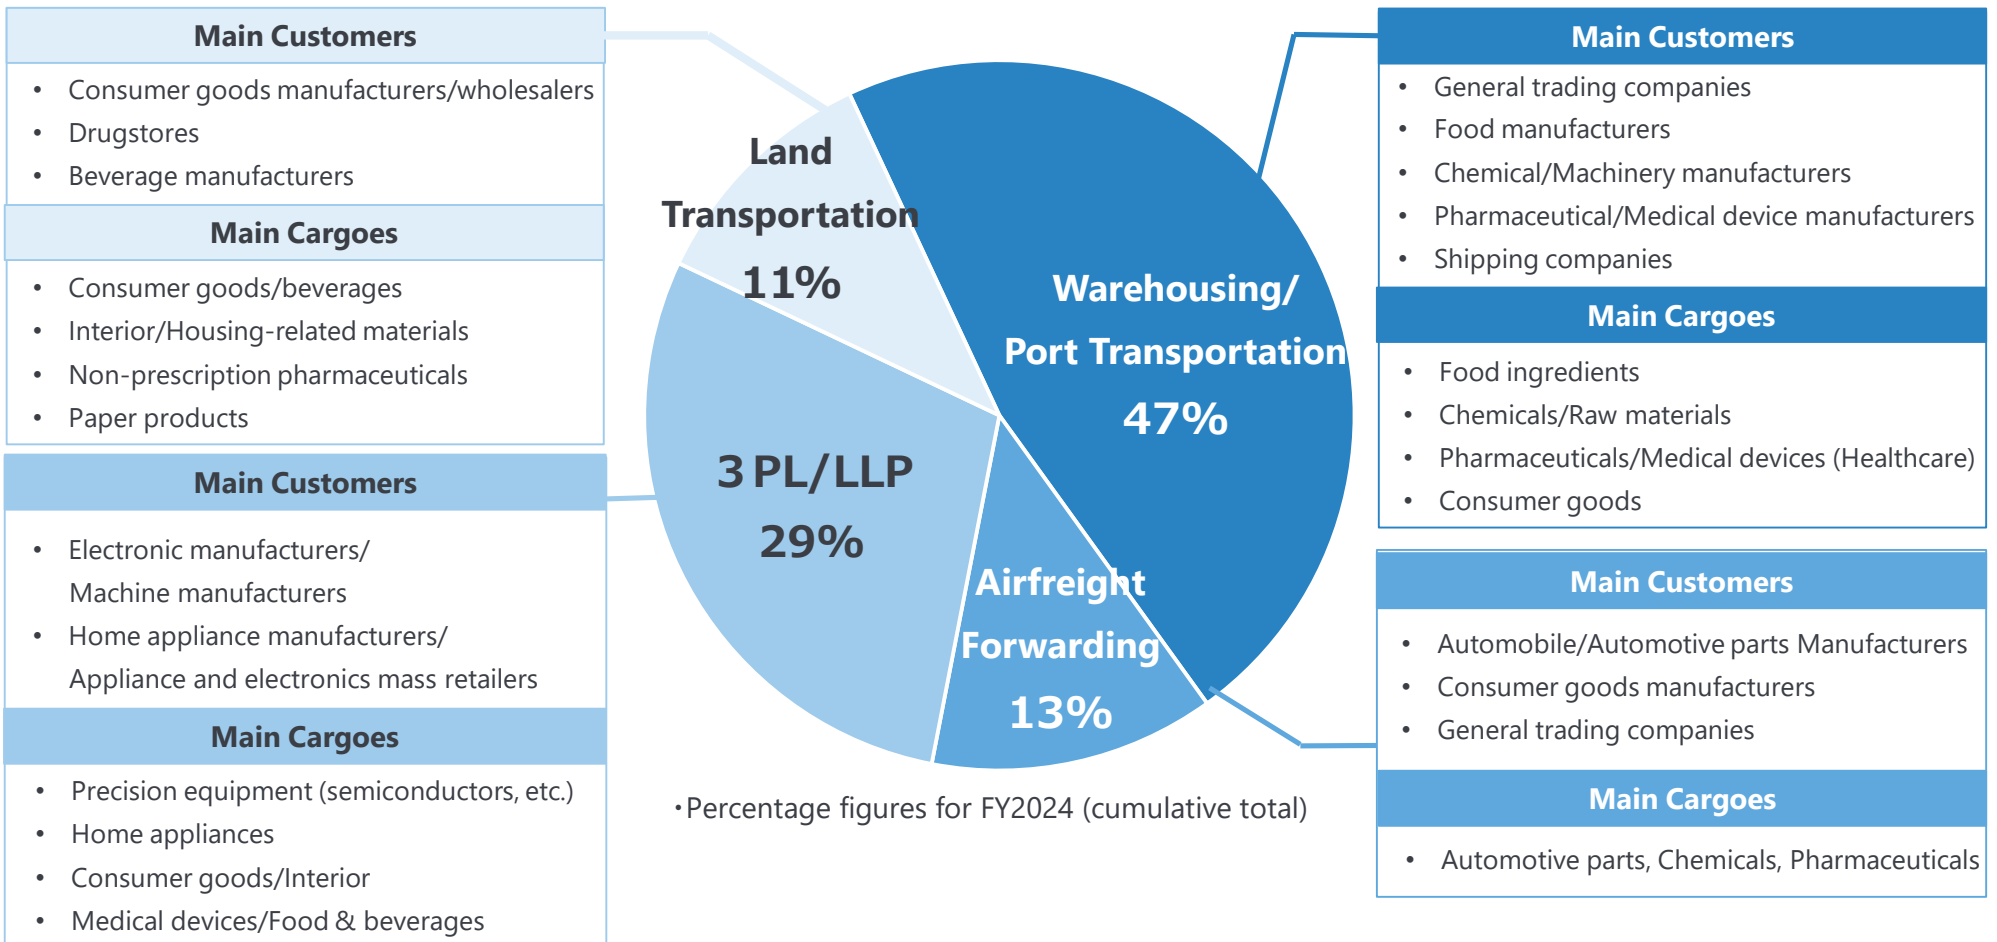 Main Customers
• Consumer goods manufacturers/wholesalers
• Drugstores
• Beverage manufacturers
Main Cargoes
• Consumer goods/beverages
• Interior/Housing-related materials
• Non-prescription pharmaceuticals
• Paper products
Main Customers
• Electronic manufacturers/
Machine manufacturers
• Home appliance manufacturers/
Appliance and electronics mass retailers
Main Cargoes
• Precision equipment (semiconductors, etc.)
• Home appliances
• Consumer goods/Interior
• Medical devices/Food & beverages
Land
Transportation
11%
Warehousing/
Port Transportation
47%
3 PL/LLP
29%
Airfreight
Forwarding
13%
・Percentage figures for FY2024 (cumulative total)
Main Customers
• General trading companies
• Food manufacturers
• Chemical/Machinery manufacturers
• Pharmaceutical/Medical device manufacturers
• Shipping companies
Main Cargoes
• Food ingredients
• Chemicals/Raw materials
• Pharmaceuticals/Medical devices (Healthcare)
• Consumer goods
Main Customers
• Automobile/Automotive parts Manufacturers
• Consumer goods manufacturers
• General trading companies
Main Cargoes
• Automotive parts, Chemicals, Pharmaceuticals